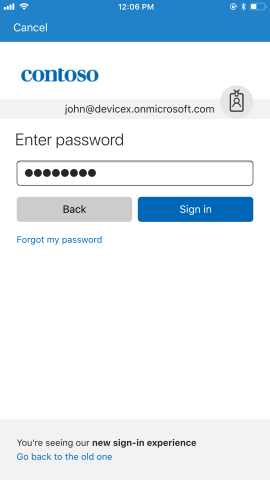 12:06 PM
Cancel
contoso
john@devicex.onmicrosoft.com
Enter password
Back
Sign in
Forgot my password
You're seeing our new sign-in experience
Go back to the old one